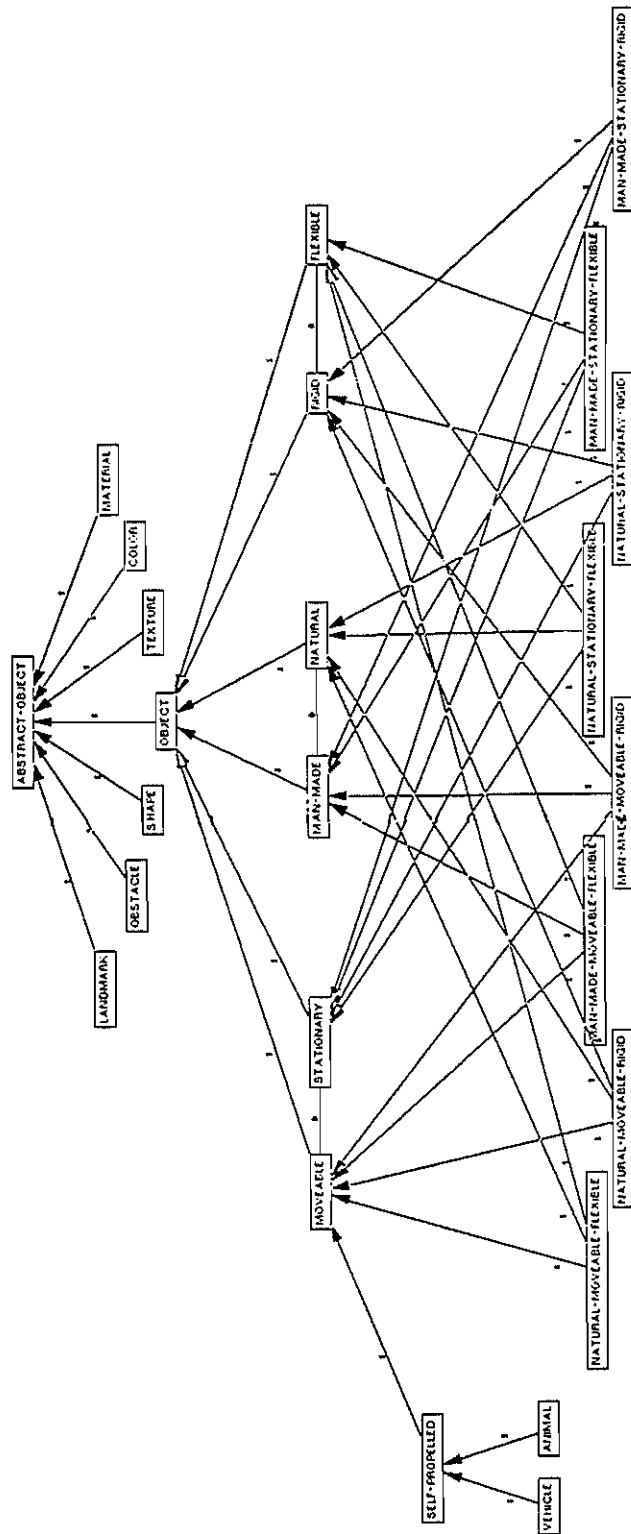 ABSTRACT-OBJECT
LANDMARK
OBSTACLE
SHAPE
TEXTURE
COLOR
MATERIAL
OBJECT
MOVEABLE
STATIONARY
MAN-MADE
NATURAL
RIGID
FLEXIBLE
SELF-PROPELLED
VEHICLE
ANIMAL
NATURAL-MOVEABLE-FLEXIBLE
NATURAL-MOVEABLE-RIGID
MAN-MADE-MOVEABLE-FLEXIBLE
MAN-MADE-MOVEABLE-RIGID
NATURAL-STATIONARY-FLEXIBLE
NATURAL-STATIONARY-RIGID
MAN-MADE-STATIONARY-FLEXIBLE
MAN-MADE-STATIONARY-RIGID